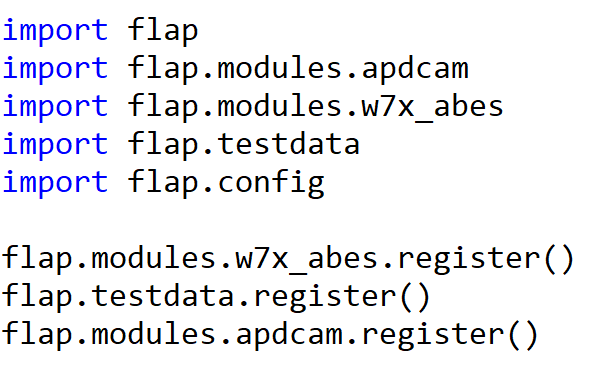 import flap
import flap.modules.apdcam
import flap.modules.w7x_abes
import flap.testdata
import flap.config
flap.modules.w7x_abes.register()
flap.testdata.register()
flap.modules.apdcam.register()